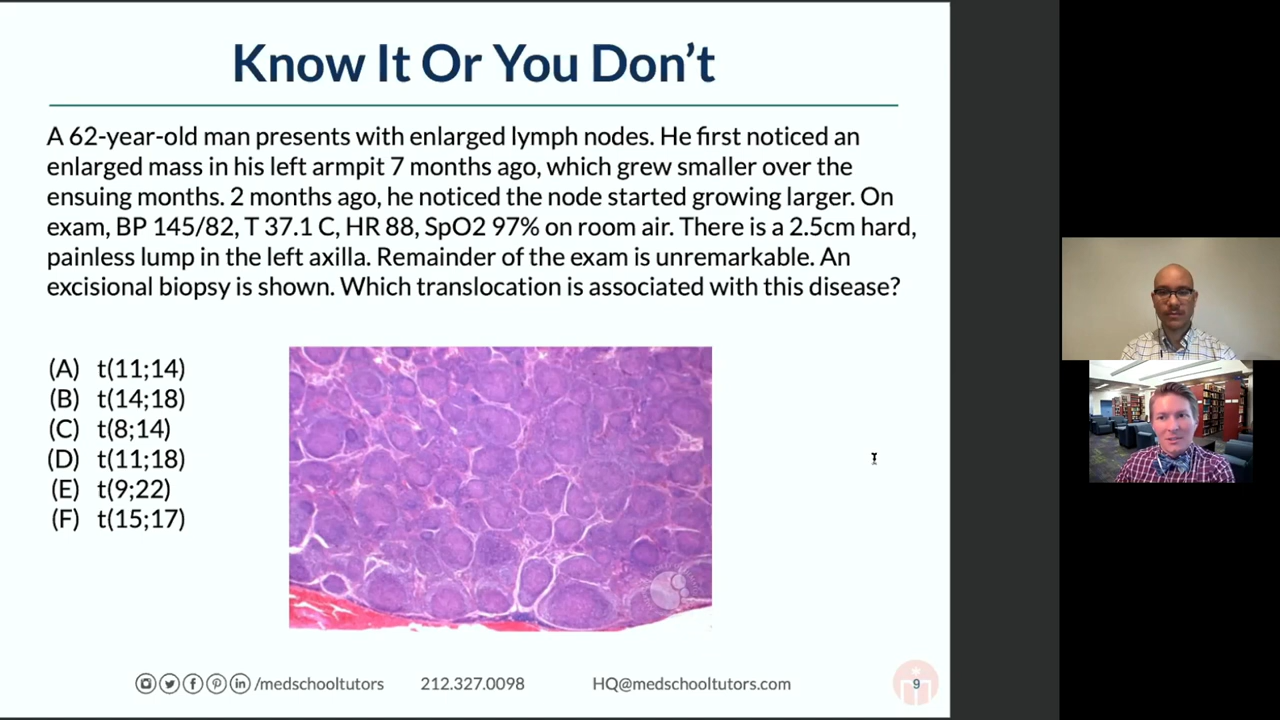 Know It Or You Don't
A 62-year-old man presents with enlarged lymph nodes. He first noticed an
enlarged mass in his left armpit 7 months ago, which grew smaller over the
ensuing months. 2 months ago, he noticed the node started growing larger. On
exam, BP 145/82, T 37.1 C, HR 88, SpO2 97% on room air. There is a 2.5cm hard,
painless lump in the left axilla. Remainder of the exam is unremarkable. An
excisional biopsy is shown. Which translocation is associated with this disease?
(A) t(11;14)
(B) t(14;18)
(C) t(8;14)
(D) t(11;18)
(E) t(9;22)
(F) t(15;17)
/medschooltutors 212.327.0098 HQ@medschooltutors.com 9